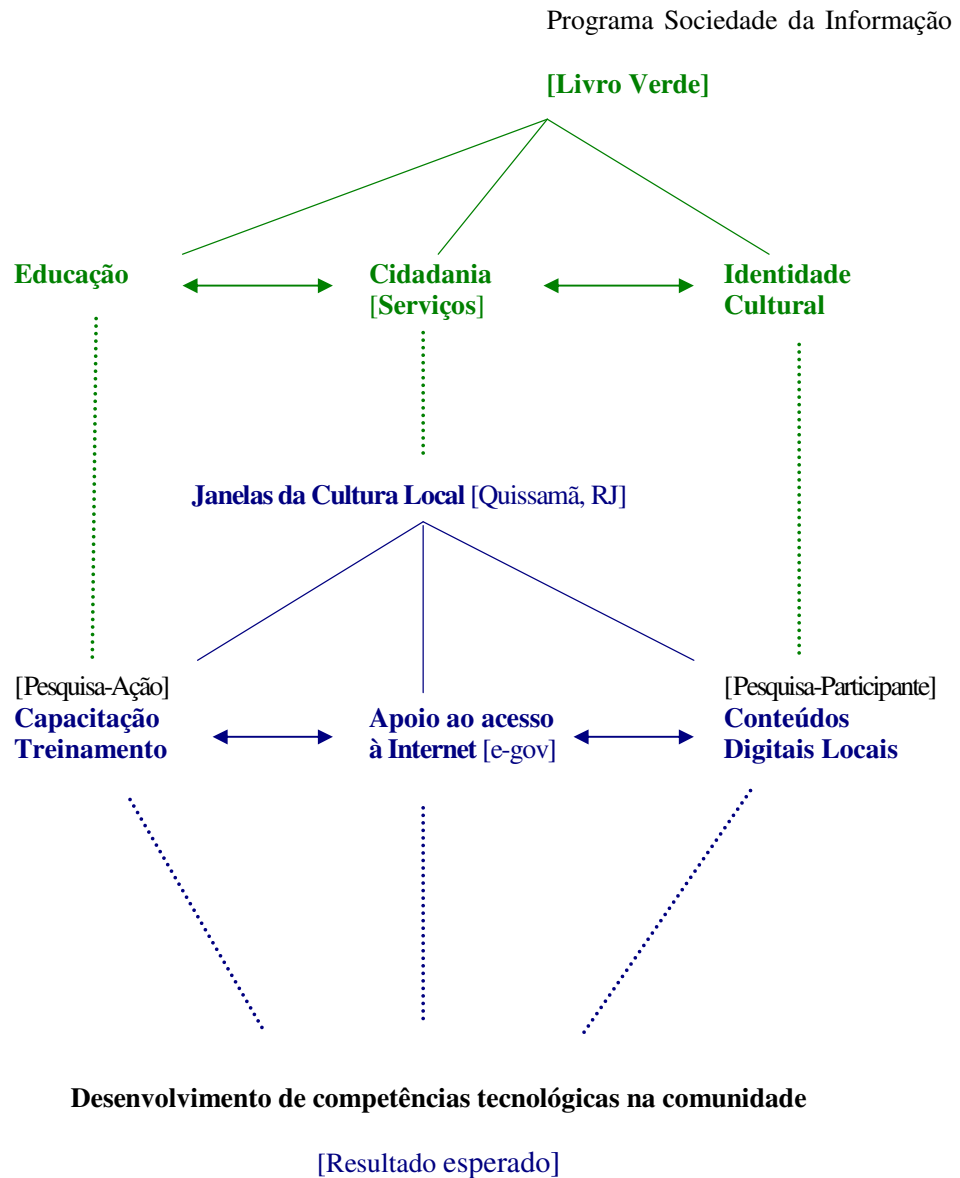 Programa Sociedade da Informação
[Livro Verde]
Educação
Cidadania
[Serviços]
Identidade
Cultural
Janelas da Cultura Local [Quissamã, RJ]
[Pesquisa-Ação]
Capacitação
Treinamento
Apoio ao acesso
à Internet [e-gov]
[Pesquisa-Participante]
Conteúdos
Digitais Locais
Desenvolvimento de competências tecnológicas na comunidade
[Resultado esperado]